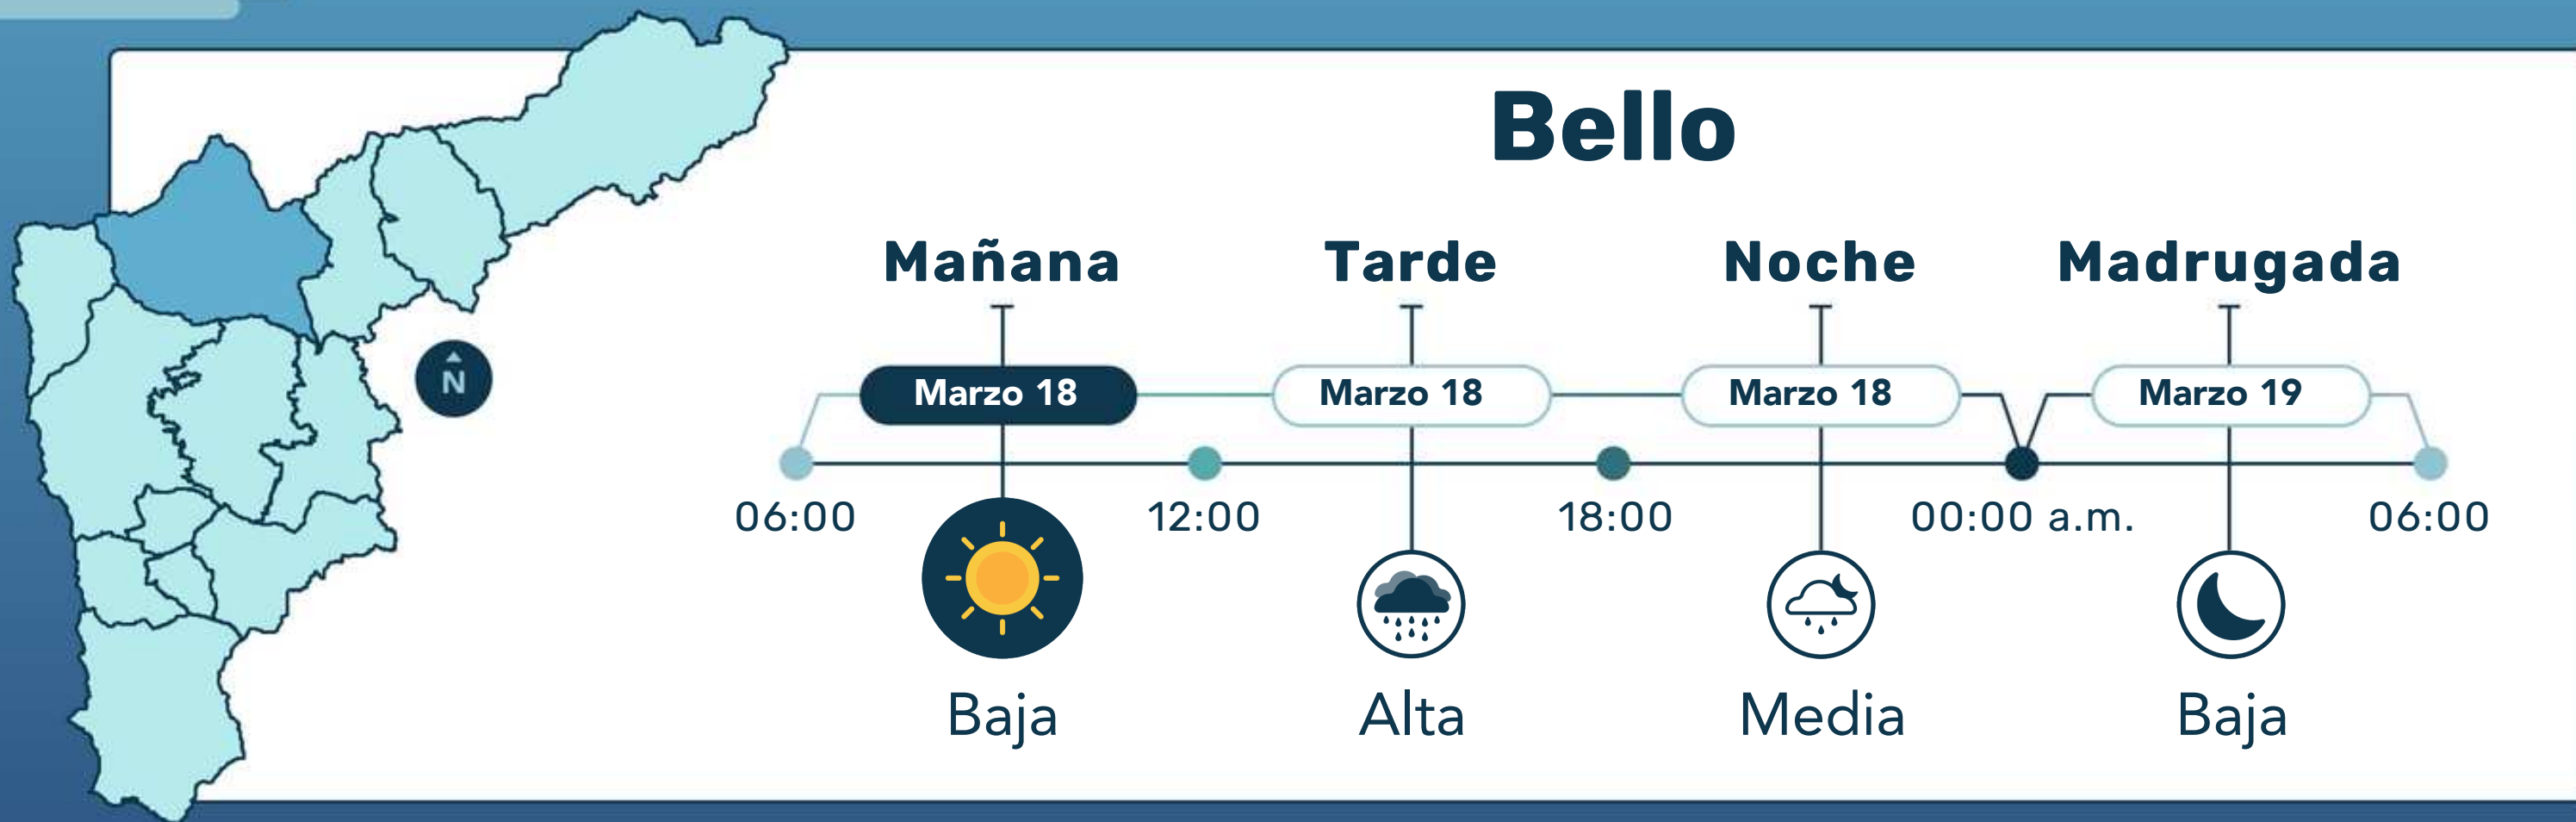 Bello
Mañana Tarde Noche Madrugada
Marzo 18 Marzo 18 Marzo 18 Marzo 19
N
06:00 12:00 18:00 00:00 a.m. 06:00
Baja Alta Media Baja